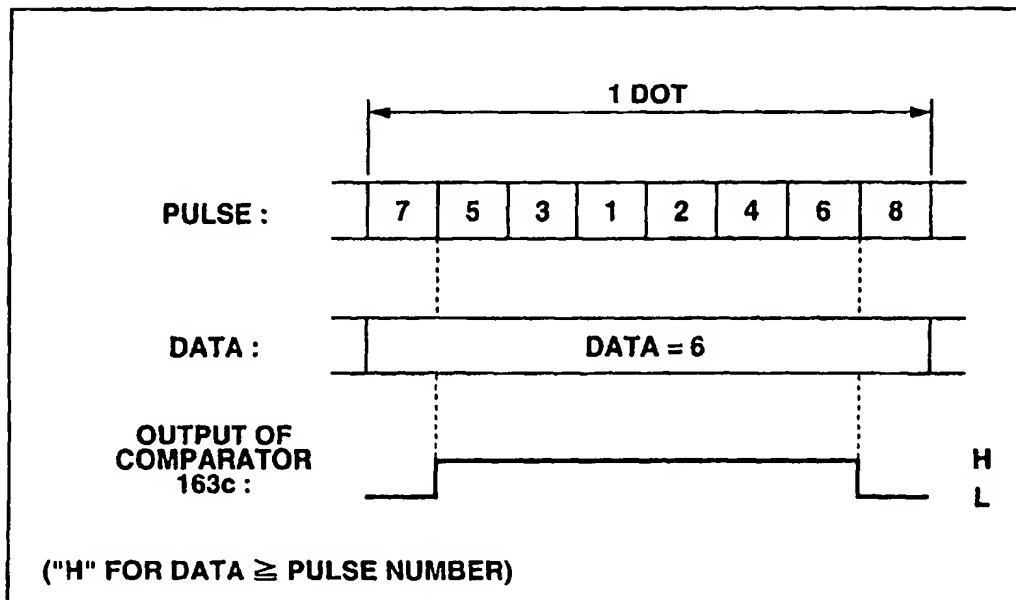 1 DOT
PULSE : 7 5 3 1 2 4 6 8
DATA : DATA = 6
OUTPUT OF
COMPARATOR
163c :
H
L
("H" FOR DATA ≧ PULSE NUMBER)